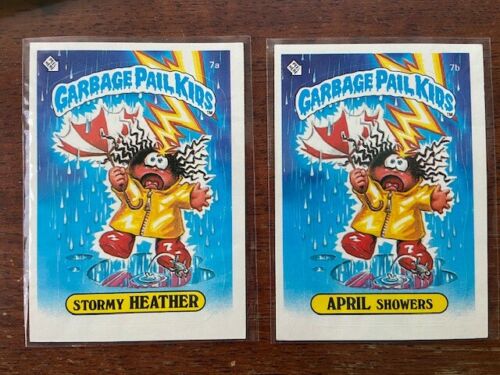 7a
GARBAGE PAIL KIDS
STORMY HEATHER
7b
GARBAGE PAIL KIDS
APRIL SHOWERS